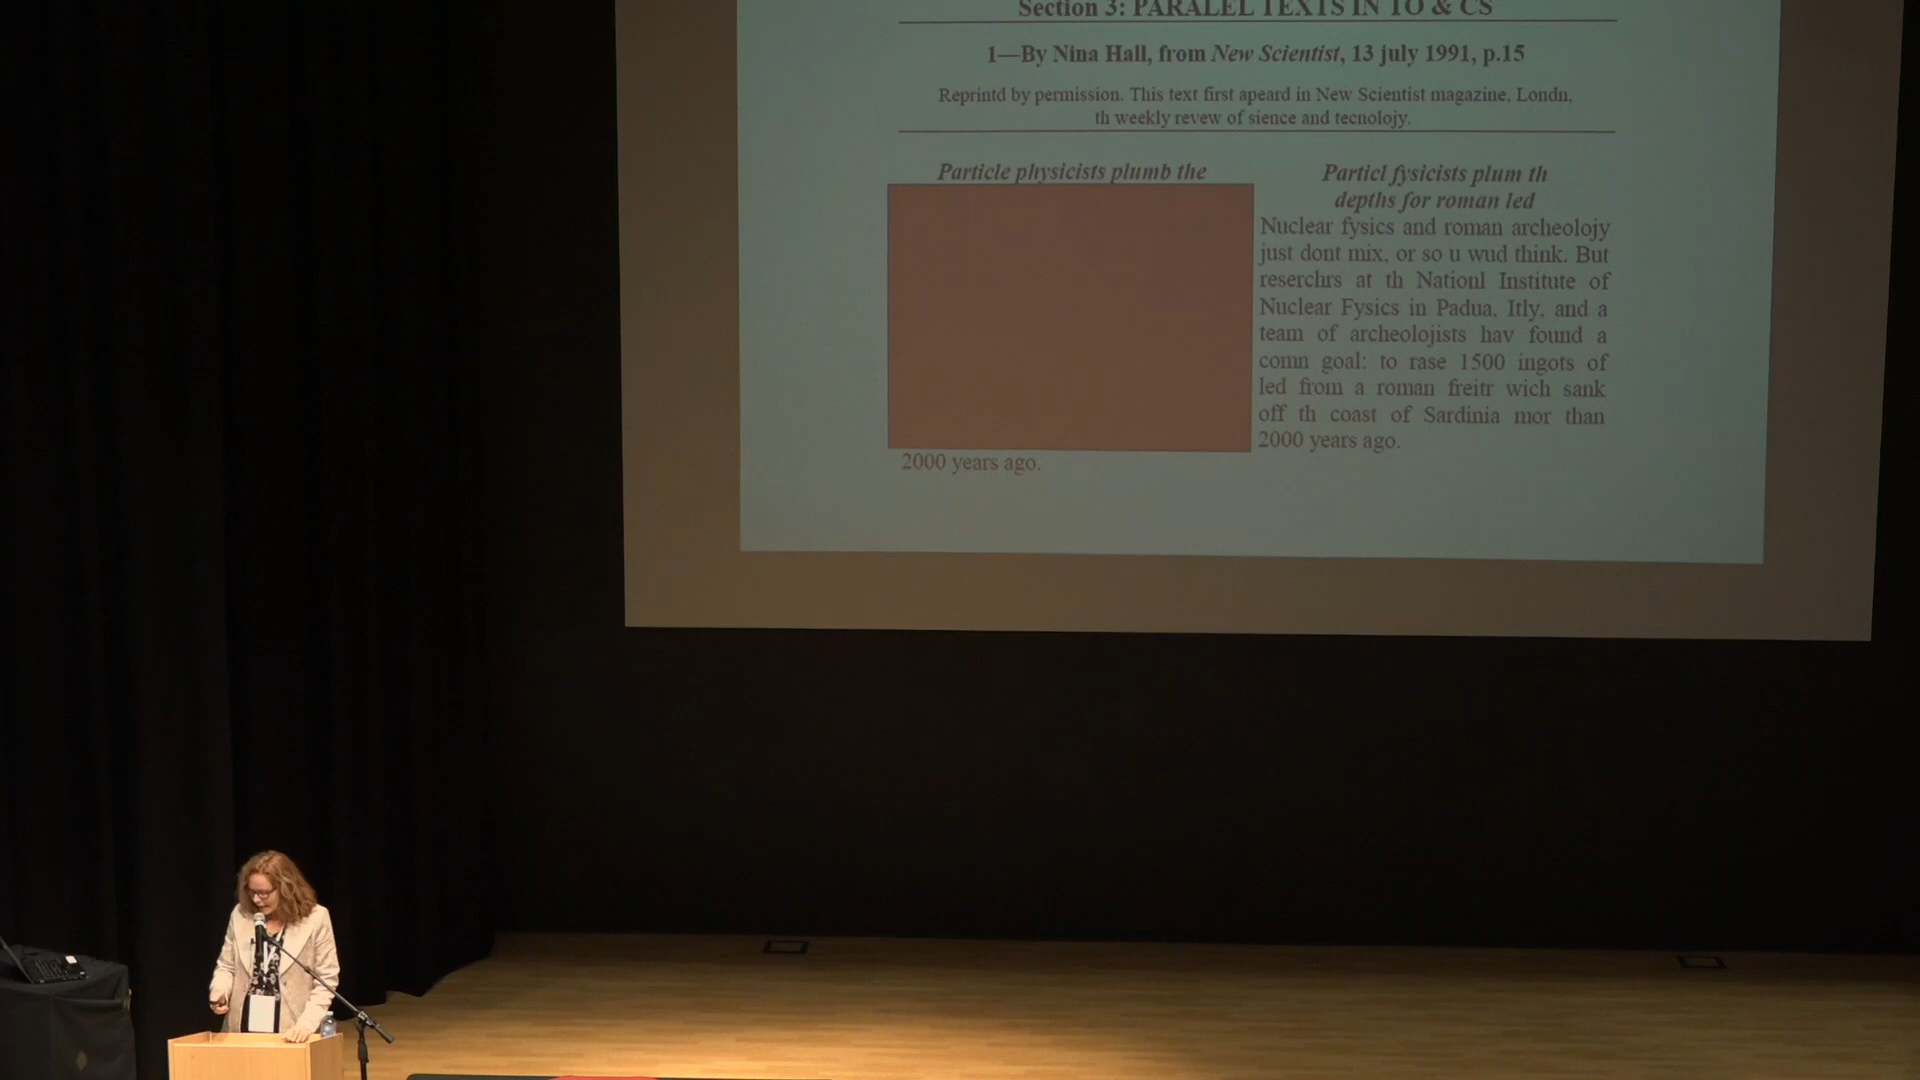 Section 3: PARALEL TEXTS IN TO & CS
1—By Nina Hall, from New Scientist, 13 july 1991, p.15
Reprintd by permission. This text first apeard in New Scientist magazine, Londn,
th weekly revew of sience and tecnolojy.
Particle physicists plumb the
2000 years ago.
Particl fysicists plum th
depths for roman led
Nuclear fysics and roman archeolojy
just dont mix, or so u wud think. But
reserchrs at th Nationl Institute of
Nuclear Fysics in Padua, Itly, and a
team of archeolojists hav found a
comn goal: to rase 1500 ingots of
led from a roman freitr wich sank
off th coast of Sardinia mor than
2000 years ago.